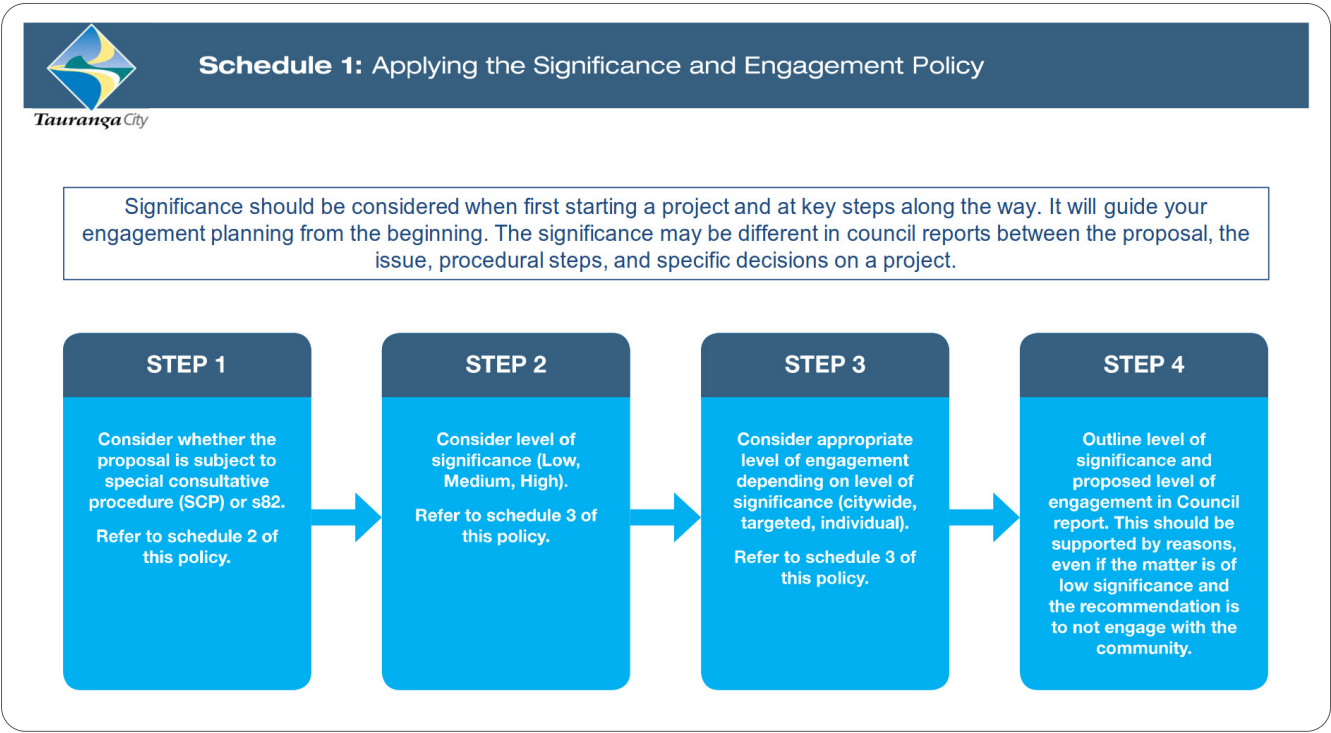 Schedule 1: Applying the Significance and Engagement Policy
Tauranga City
Significance should be considered when first starting a project and at key steps along the way. It will guide your
engagement planning from the beginning. The significance may be different in council reports between the proposal, the
issue, procedural steps, and specific decisions on a project.
STEP 1
Consider whether the
proposal is subject to
special consultative
procedure (SCP) or s82.
Refer to schedule 2 of
this policy.
STEP 2
Consider level of
significance (Low,
Medium, High).
Refer to schedule 3 of
this policy.
STEP 3
Consider appropriate
level of engagement
depending on level of
significance (citywide,
targeted, individual).
Refer to schedule 3 of
this policy.
STEP 4
Outline level of
significance and
proposed level of
engagement in Council
report. This should be
supported by reasons,
even if the matter is of
low significance and
the recommendation is
to not engage with the
community.